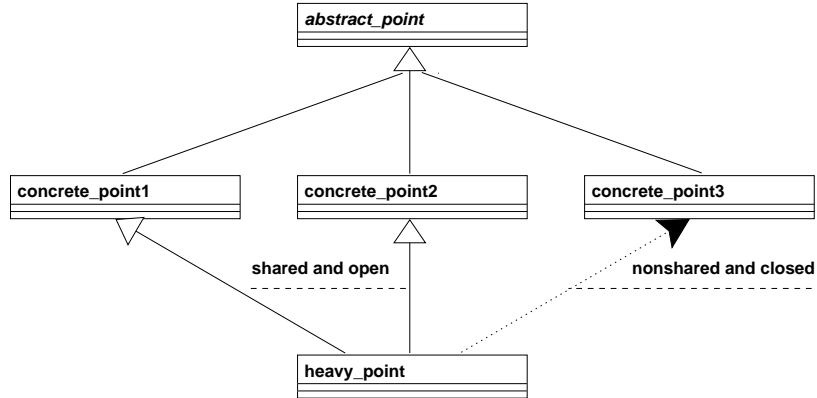 abstract_point
concrete_point1
concrete_point2
concrete_point3
shared and open
nonshared and closed
heavy_point